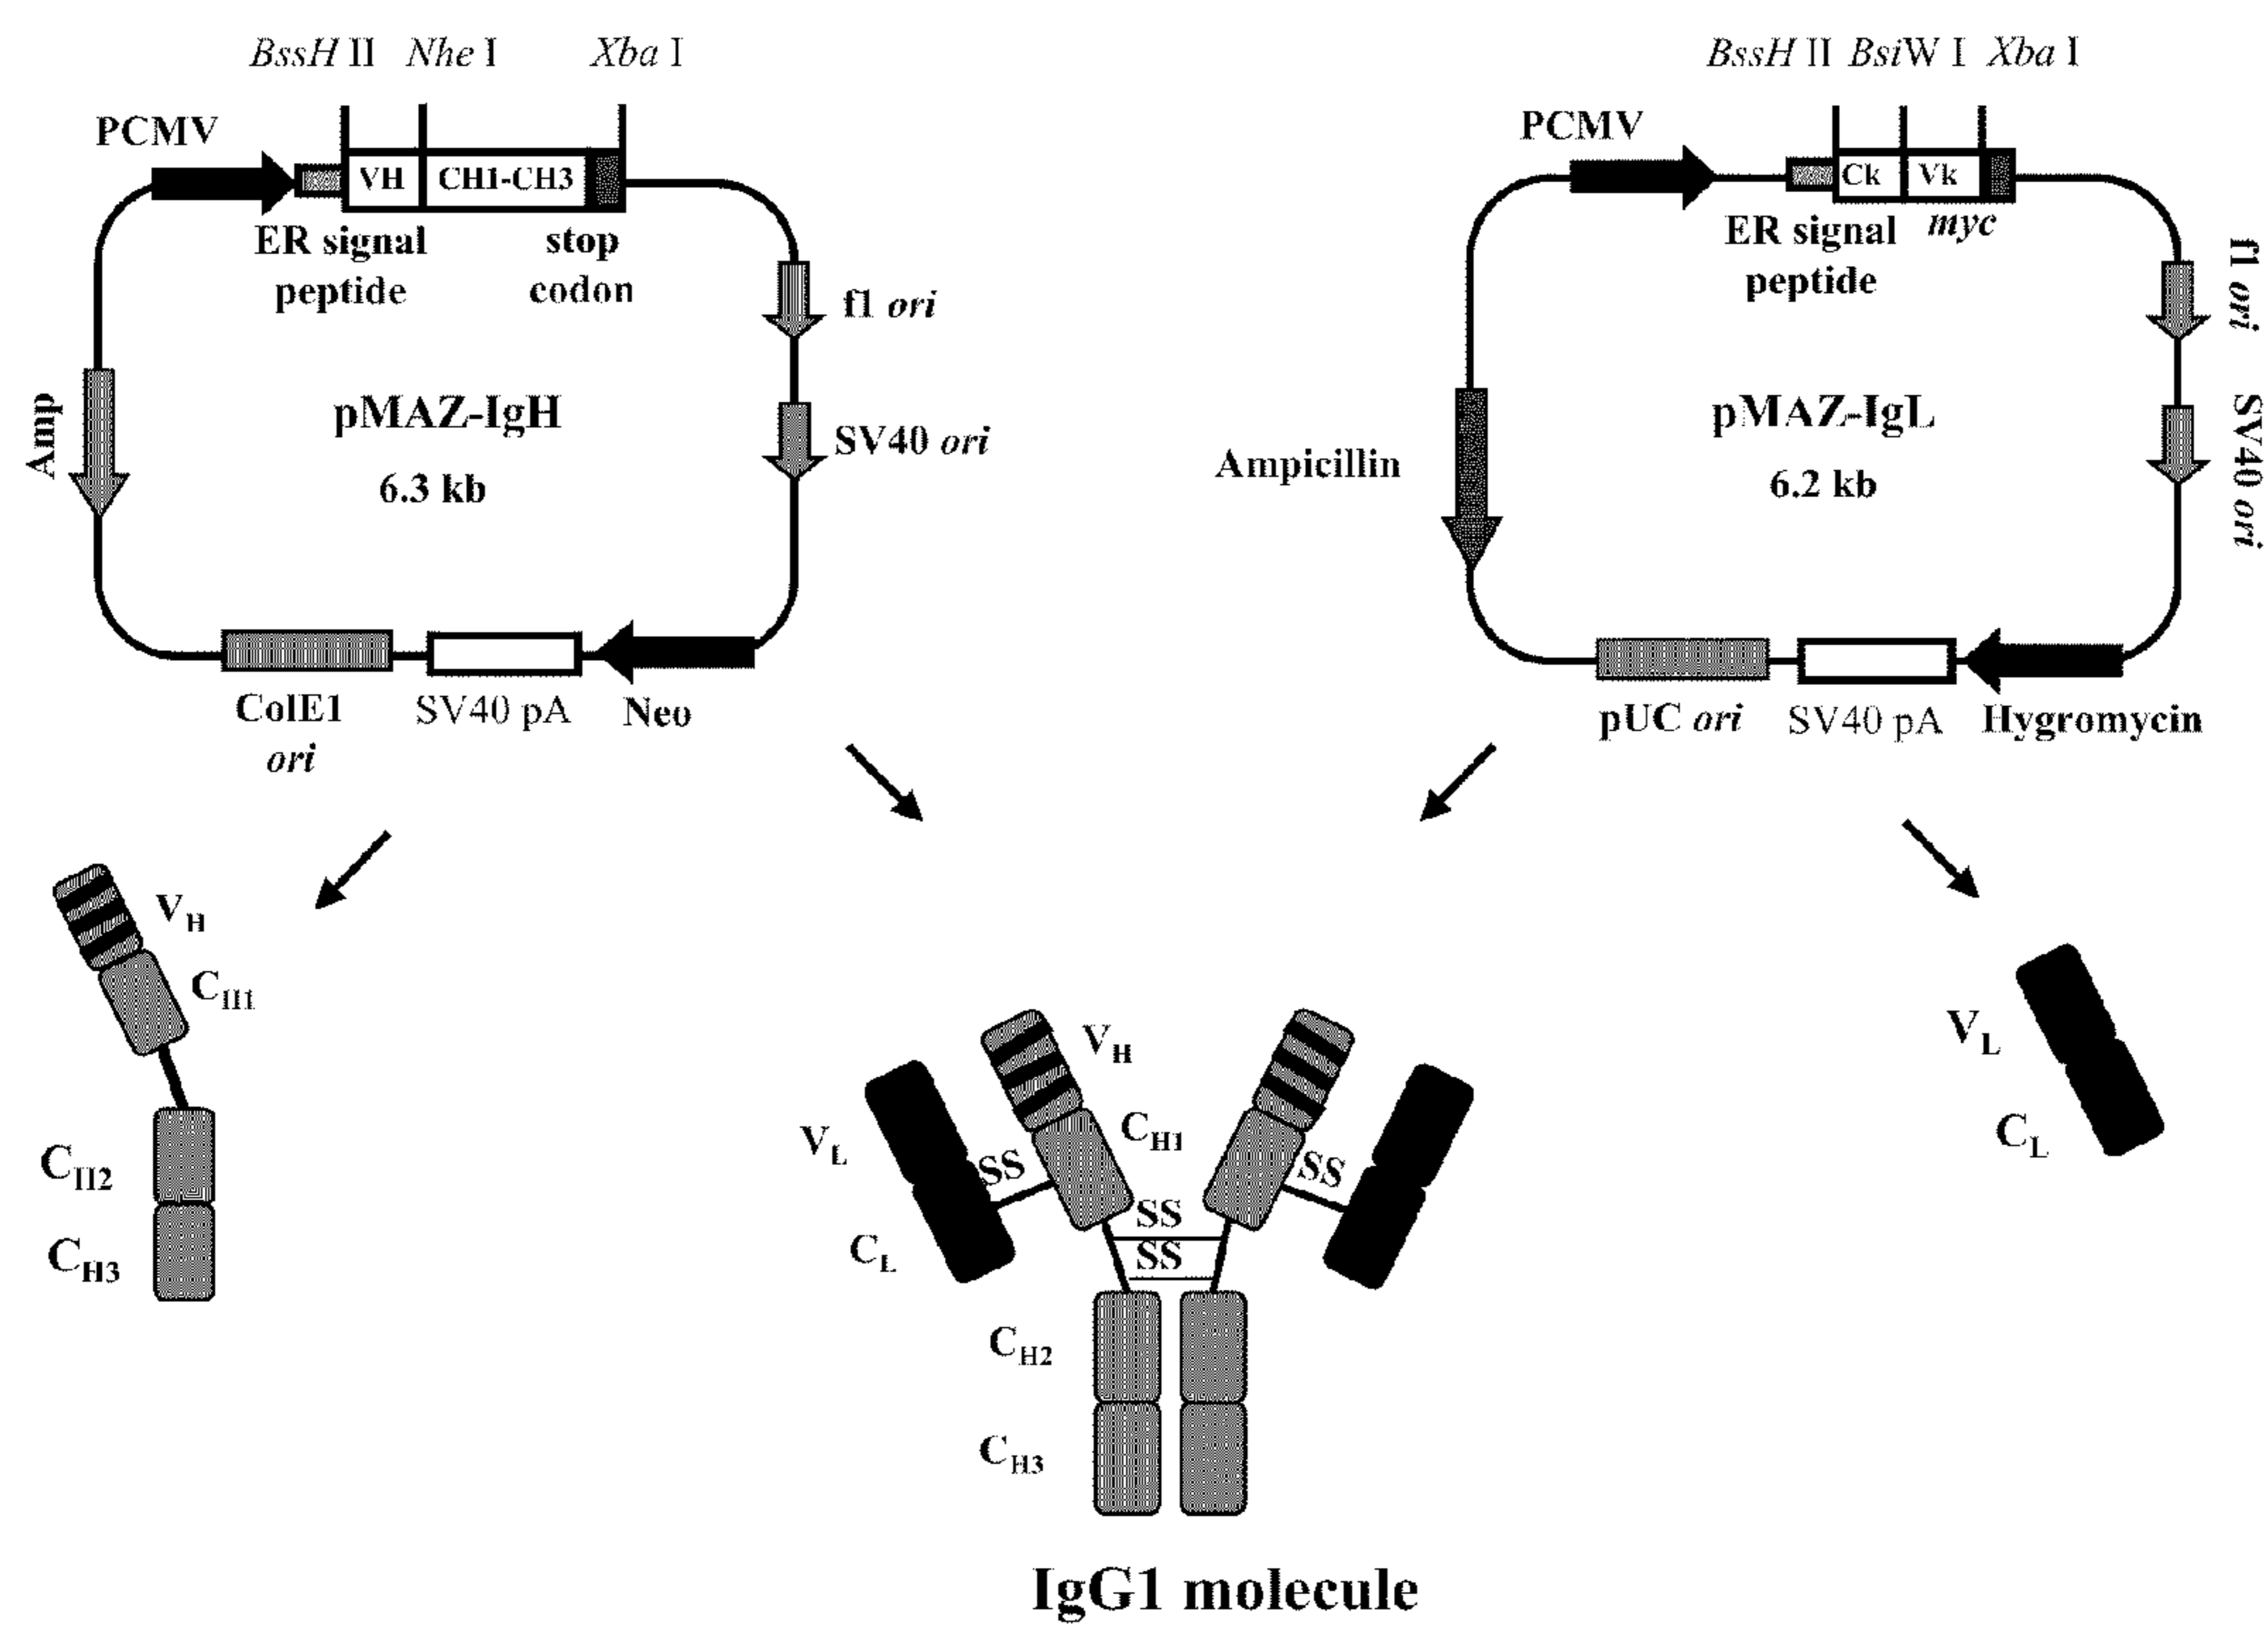 BssH II Nhe I Xba I
PCMV
VH CH1-CH3
ER signal
peptide
stop
codon
f1 ori
SV40 ori
Amp
pMAZ-IgH
6.3 kb
ColE1
ori
SV40 pA
Neo
BssH II BsiW I Xba I
PCMV
Ck Vk
ER signal
peptide
myc
f1 ori
SV40 ori
Ampicillin
pMAZ-IgL
6.2 kb
pUC ori
SV40 pA
Hygromycin
VH
CH1
CH2
CH3
VH
VL
CH1
SS
SS
SS
SS
CL
CH2
CH3
VL
CL
IgG1 molecule